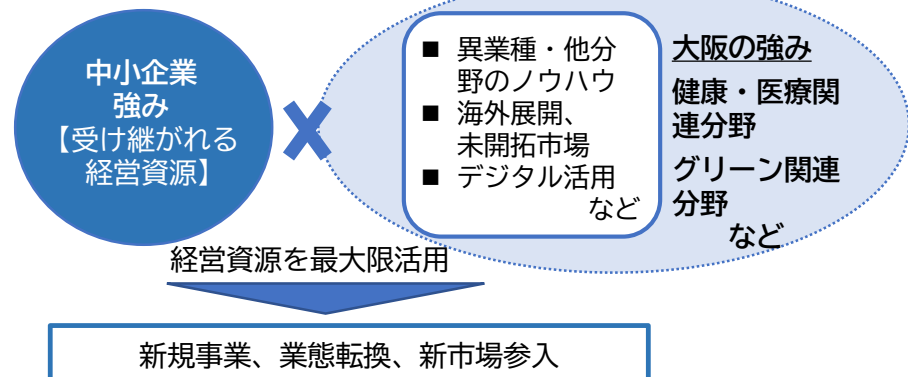 中小企業
強み
【受け継がれる
経営資源】
X
■ 異業種・他分
野のノウハウ
■ 海外展開、
未開拓市場
■ デジタル活用
など
大阪の強み
健康・医療関
連分野
グリーン関連
分野
など
経営資源を最大限活用
新規事業、業態転換、新市場参入